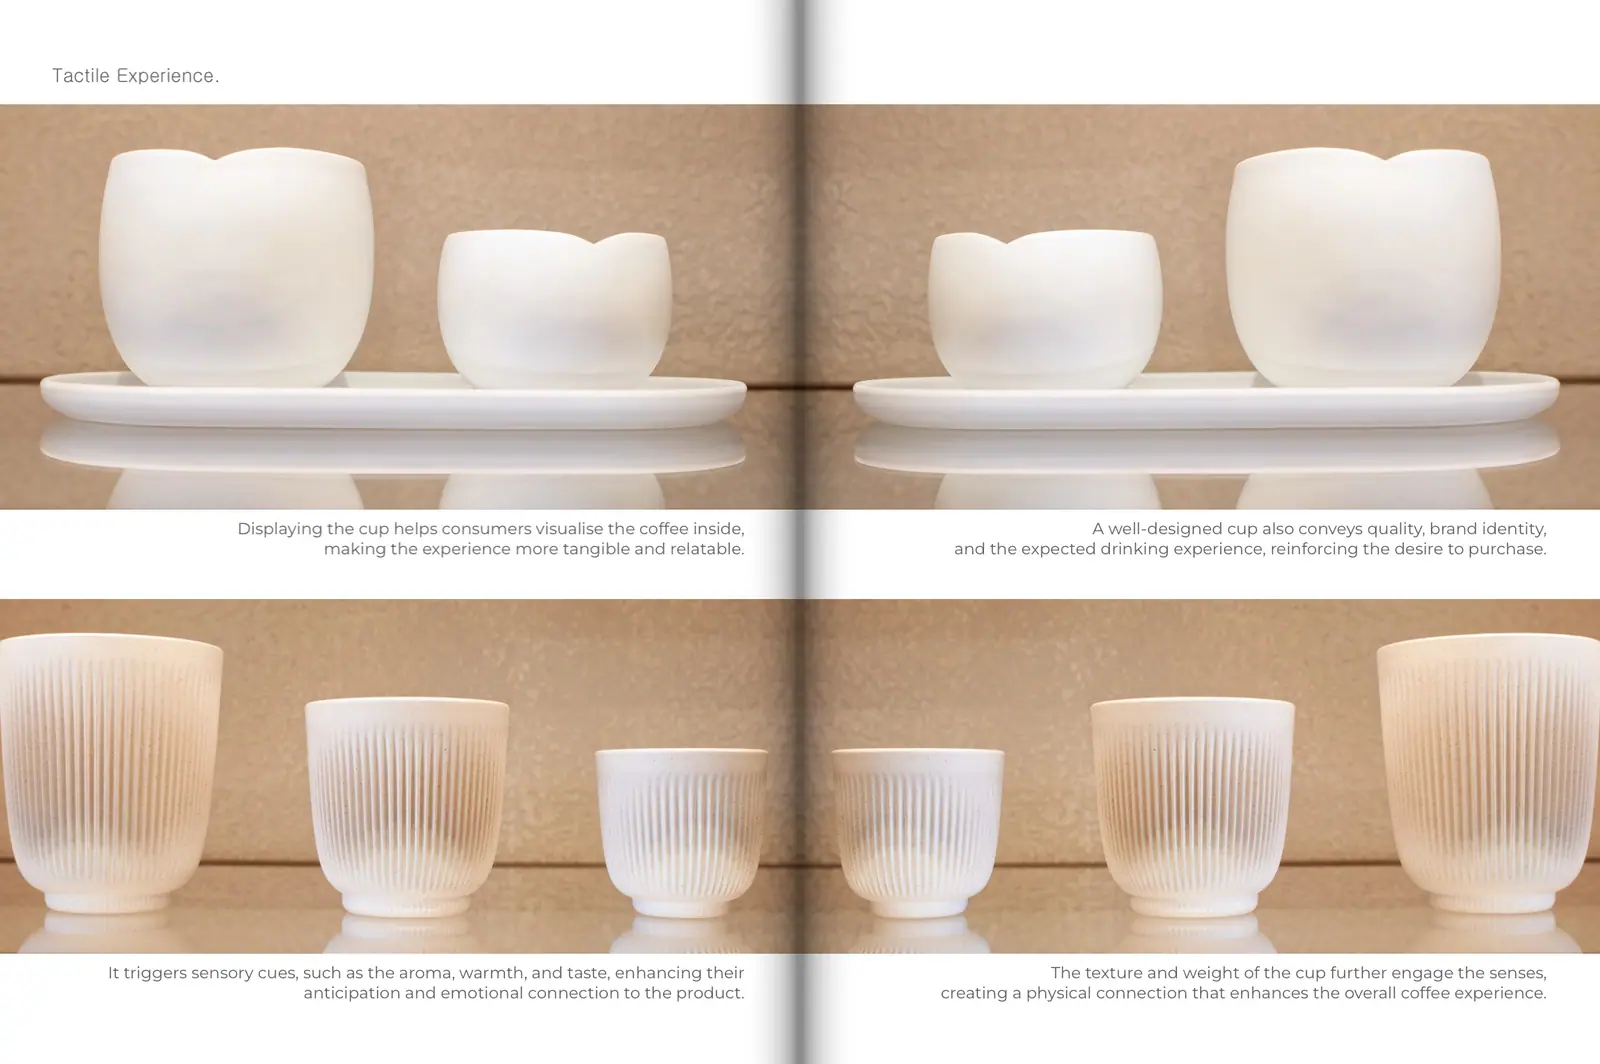 Tactile Experience.
Displaying the cup helps consumers visualise the coffee inside,
making the experience more tangible and relatable.
A well-designed cup also conveys quality, brand identity,
and the expected drinking experience, reinforcing the desire to purchase.
It triggers sensory cues, such as the aroma, warmth, and taste, enhancing their
anticipation and emotional connection to the product.
The texture and weight of the cup further engage the senses,
creating a physical connection that enhances the overall coffee experience.